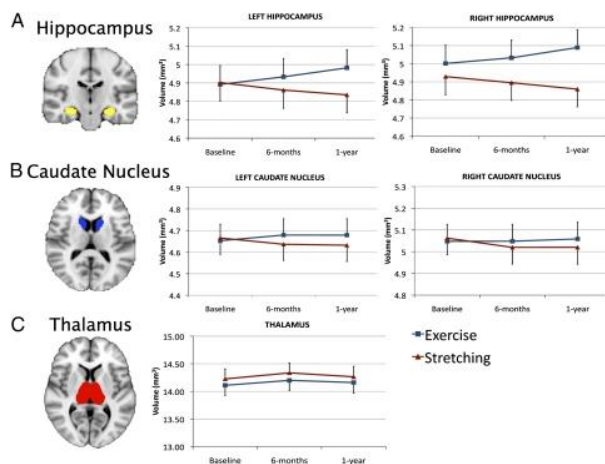 A Hippocampus
LEFT HIPPOCAMPUS
Volume (mm³)
5.1
5
4.9
4.8
4.7
4.6
Baseline 6-months 1-year
RIGHT HIPPOCAMPUS
Volume (mm³)
5.2
5.1
5
4.9
4.8
4.7
4.6
Baseline 6-months 1-year
B Caudate Nucleus
LEFT CAUDATE NUCLEUS
Volume (mm³)
4.9
4.8
4.7
4.6
4.5
4.4
Baseline 6-months 1-year
RIGHT CAUDATE NUCLEUS
Volume (mm³)
5.3
5.2
5.1
5
4.9
4.8
Baseline 6-months 1-year
C Thalamus
THALAMUS
Volume (mm³)
15.00
14.50
14.00
13.50
13.00
Baseline 6-months 1-year
Exercise
Stretching